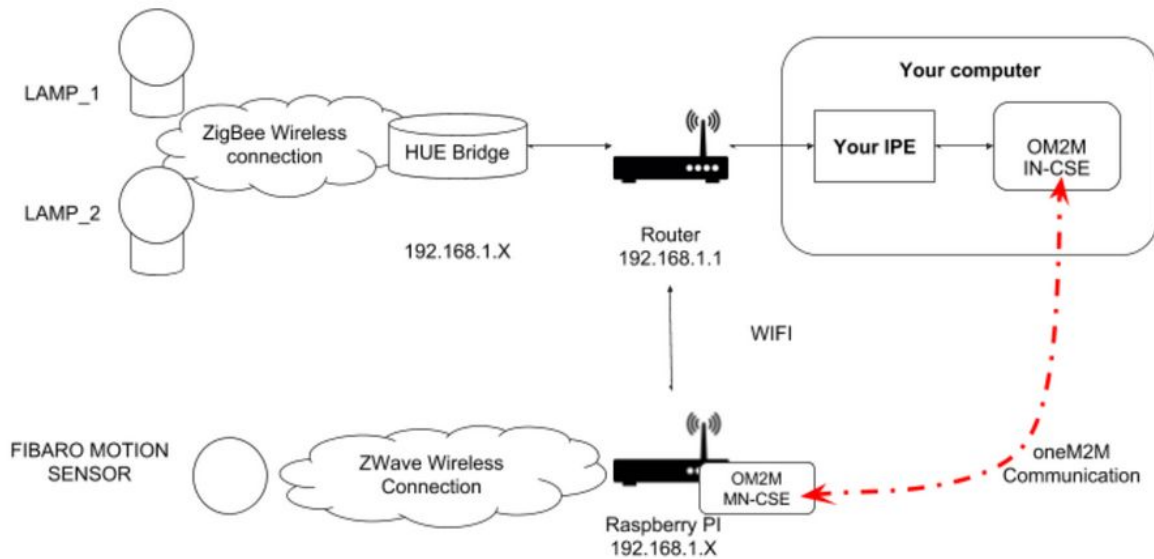 LAMP_1
ZigBee Wireless
connection
HUE Bridge
LAMP_2
192.168.1.X
Router
192.168.1.1
Your computer
Your IPE
OM2M
IN-CSE
WIFI
FIBARO MOTION
SENSOR
ZWave Wireless
Connection
OM2M
MN-CSE
Raspberry PI
192.168.1.X
oneM2M
Communication